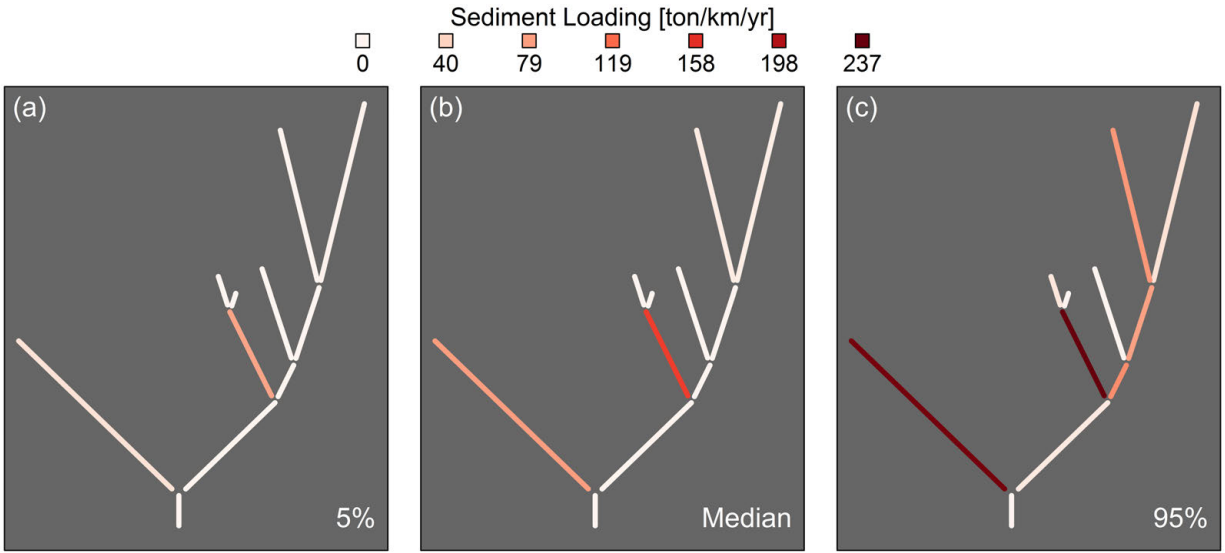 Sediment Loading [ton/km/yr]
0 40 79 119 158 198 237
(a) (b) (c)
5% Median 95%